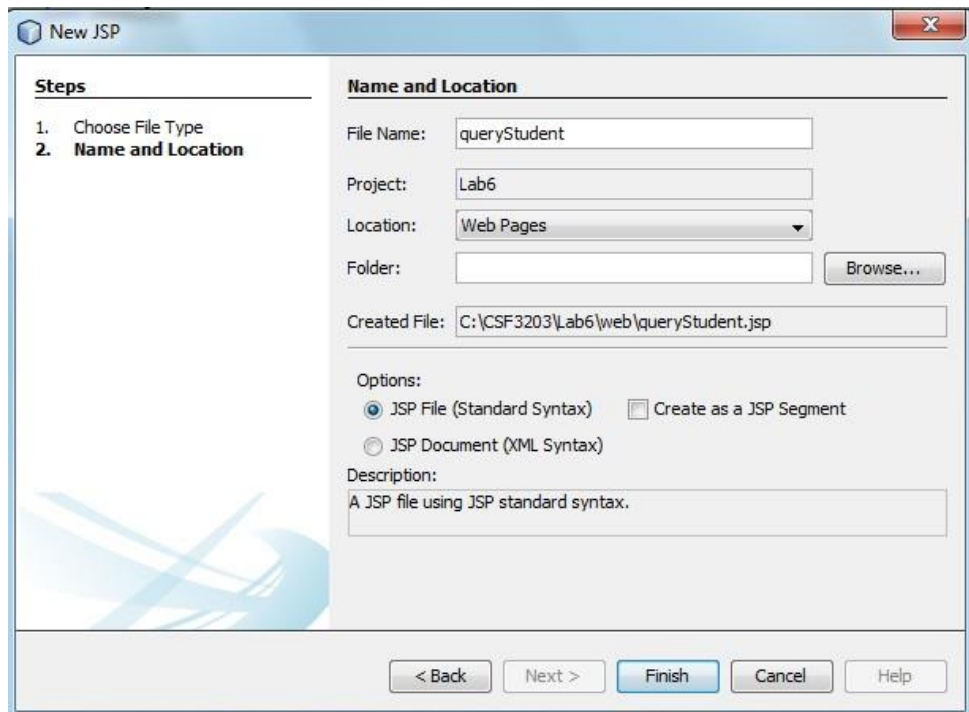 New JSP
Steps
1. Choose File Type
2. Name and Location
Name and Location
File Name: queryStudent
Project: Lab6
Location: Web Pages
Folder: Browse...
Created File: C:\CSF3203\Lab6\web\queryStudent.jsp
Options:
JSP File (Standard Syntax) Create as a JSP Segment
JSP Document (XML Syntax)
Description:
A JSP file using JSP standard syntax.
< Back Next > Finish Cancel Help